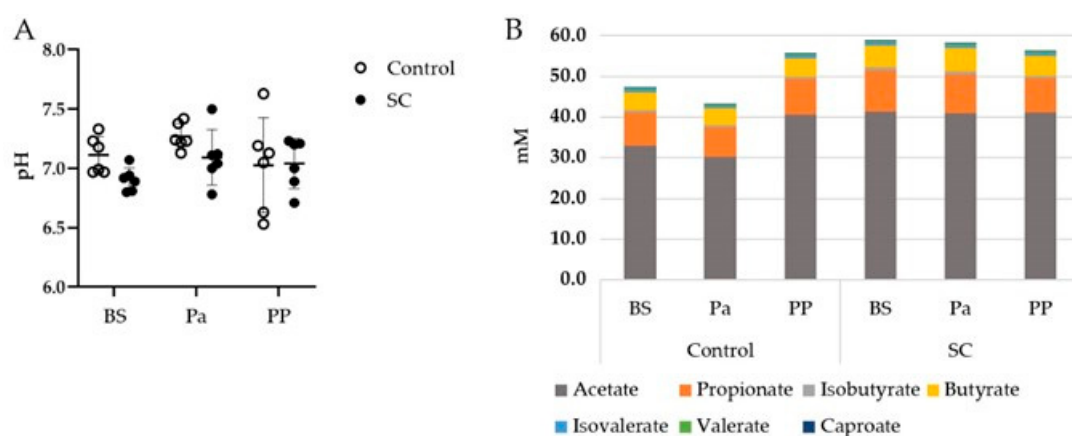 A
8.0
7.5
7.0
6.5
6.0
pH
BS Pa PP
Control
SC
B
60.0
50.0
40.0
30.0
20.0
10.0
0.0
mM
BS Pa PP BS Pa PP
Control SC
Acetate Propionate Isobutyrate Butyrate
Isovalerate Valerate Caproate